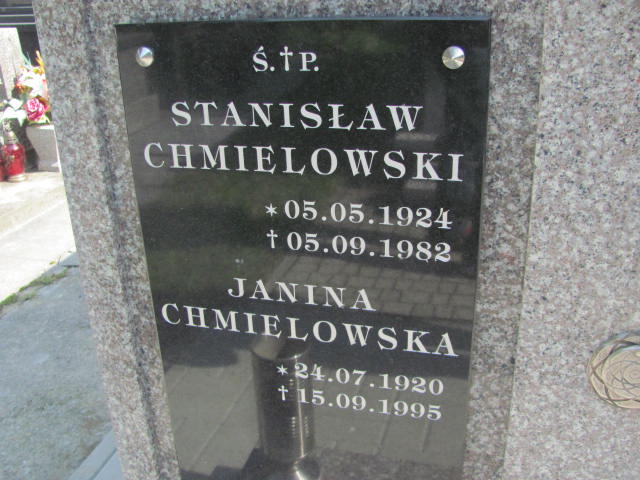 Ś.†P.
STANISŁAW
CHMIELOWSKI
* 05.05.1924
† 05.09.1982
JANINA
CHMIELOWSKA
* 24.07.1920
† 15.09.1995